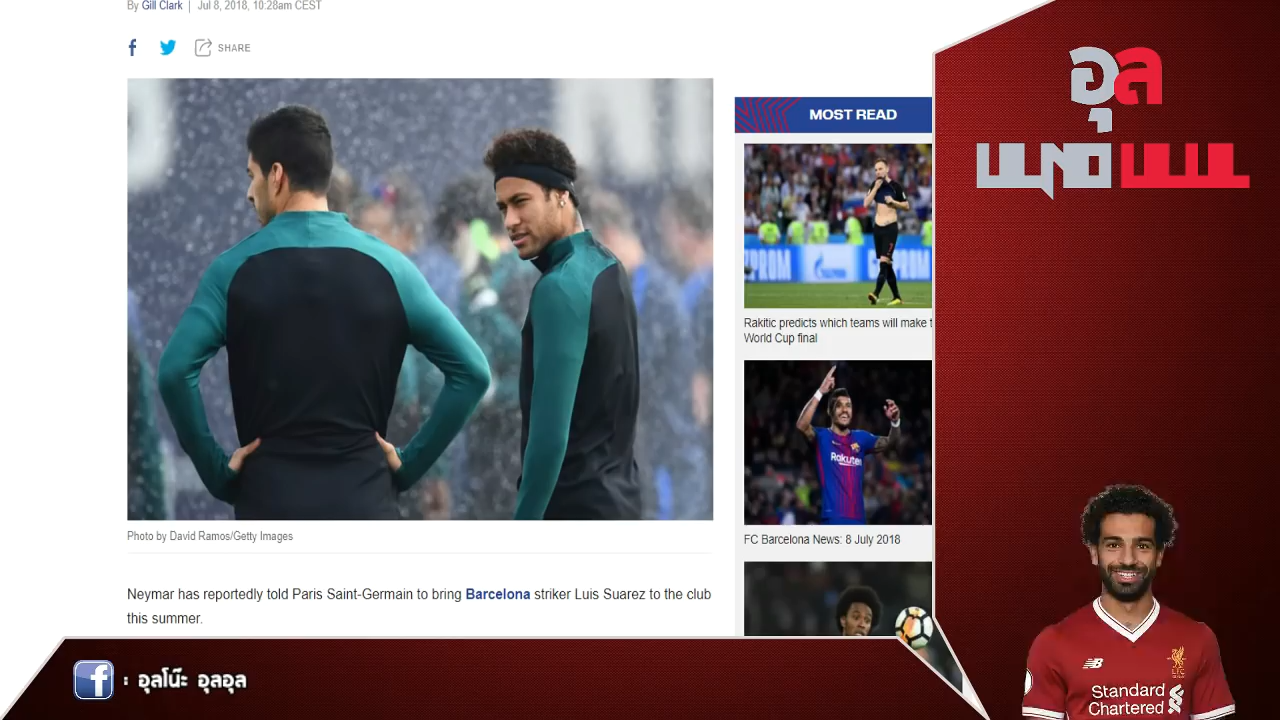 By Gill Clark | Jul 8, 2018, 10:28am CEST
SHARE
MOST READ
Rakitic predicts which teams will make t
World Cup final
Rakuten
FC Barcelona News: 8 July 2018
Photo by David Ramos/Getty Images
Neymar has reportedly told Paris Saint-Germain to bring Barcelona striker Luis Suarez to the club
this summer.
: อุลโน๊ะ อุลอุล
อุล
NB
L.F.C.
Standard
Chartered